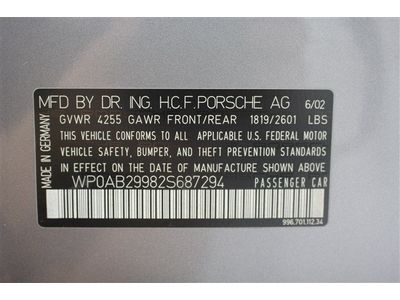 MFD BY DR. ING. H.C.F. PORSCHE AG 6/02
GVWR 4255 GAWR FRONT/REAR 1819/2601 LBS
THIS VEHICLE CONFORMS TO ALL APPLICABLE U.S. FEDERAL MOTOR
VEHICLE SAFETY, BUMPER, AND THEFT PREVENTION STANDARDS
IN EFFECT ON THE DATE OF MANUFACTURE SHOWN ABOVE.
WP0AB29982S687294 PASSENGER CAR
996.701.112.34
MADE IN GERMANY